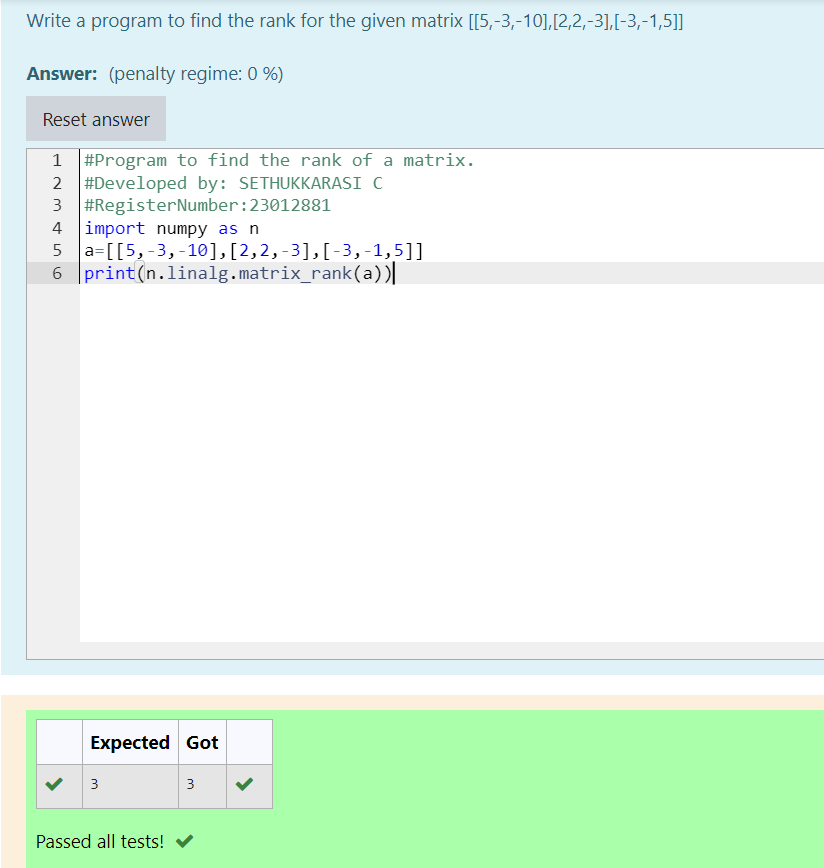 Write a program to find the rank for the given matrix [[5,-3,-10],[2,2,-3],[-3,-1,5]]
Answer: (penalty regime: 0 %)
Reset answer
1 #Program to find the rank of a matrix.
2 #Developed by: SETHUKKARASI C
3 #RegisterNumber:23012881
4 import numpy as n
5 a=[[5,-3,-10],[2,2,-3],[-3,-1,5]]
6 print(n.linalg.matrix_rank(a))
Expected Got
3 3
Passed all tests!